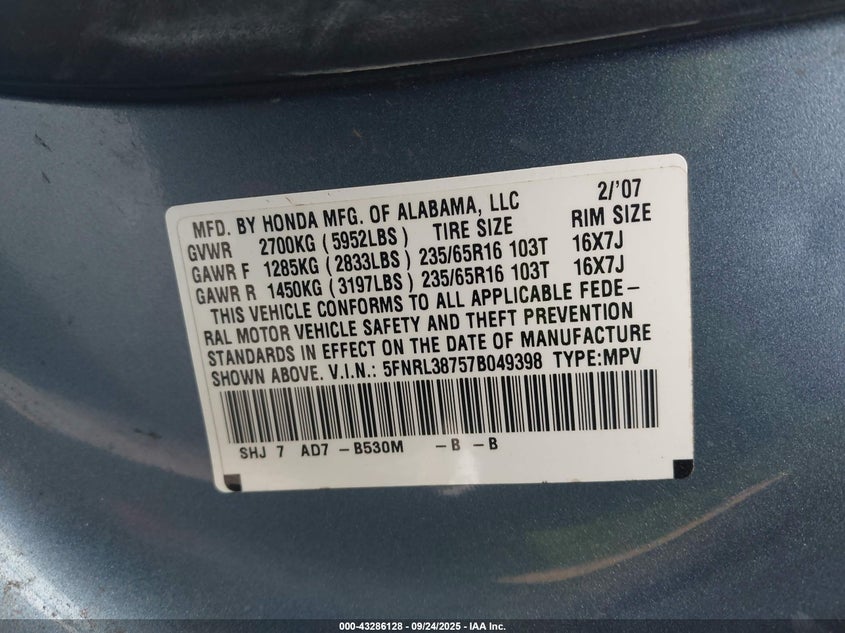 MFD. BY HONDA MFG. OF ALABAMA, LLC 2/'07
GVWR 2700KG (5952LBS) TIRE SIZE RIM SIZE
GAWR F 1285KG (2833LBS) 235/65R16 103T 16X7J
GAWR R 1450KG (3197LBS) 235/65R16 103T 16X7J
THIS VEHICLE CONFORMS TO ALL APPLICABLE FEDE-
RAL MOTOR VEHICLE SAFETY AND THEFT PREVENTION
STANDARDS IN EFFECT ON THE DATE OF MANUFACTURE
SHOWN ABOVE. V.I.N.: 5FNRL38757B049398 TYPE:MPV
SHJ 7 AD7 -B530M -B -B
000-43286128 - 09/24/2025 - IAA Inc.